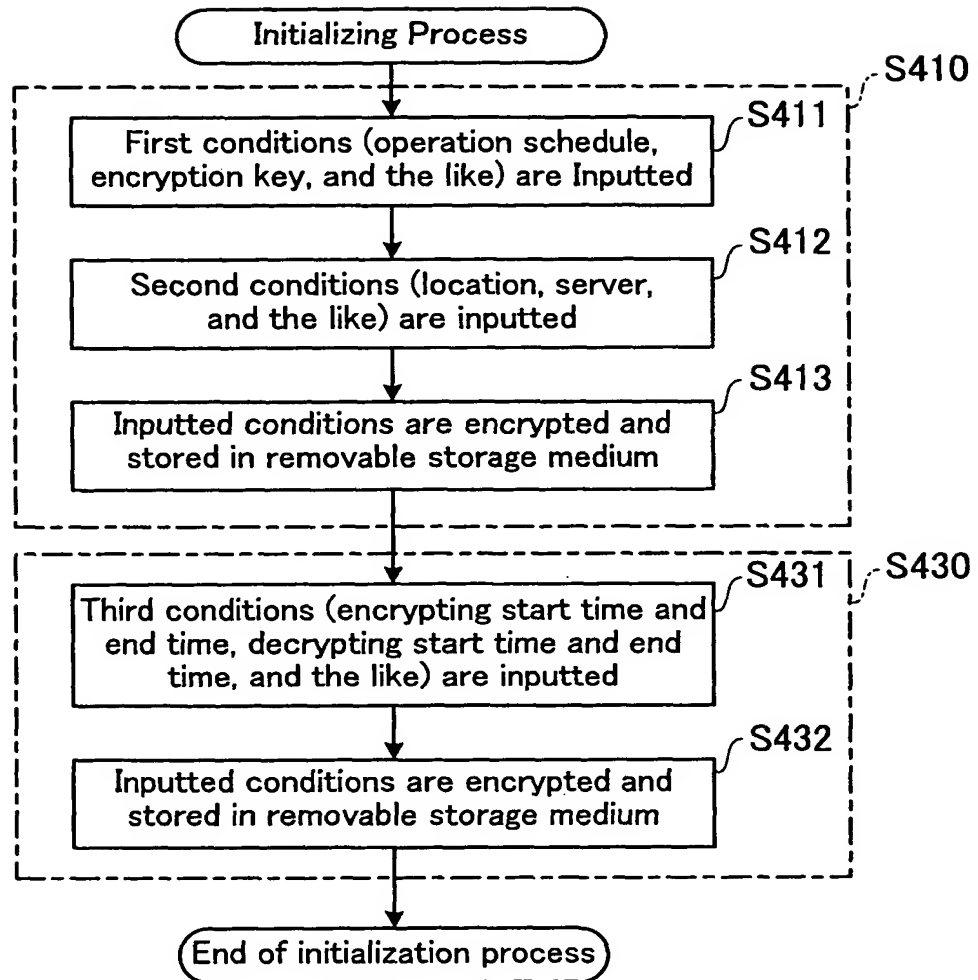 Initializing Process
S410
S411
First conditions (operation schedule,
encryption key, and the like) are Inputted
S412
Second conditions (location, server,
and the like) are inputted
S413
Inputted conditions are encrypted and
stored in removable storage medium
S430
S431
Third conditions (encrypting start time and
end time, decrypting start time and end
time, and the like) are inputted
S432
Inputted conditions are encrypted and
stored in removable storage medium
End of initialization process